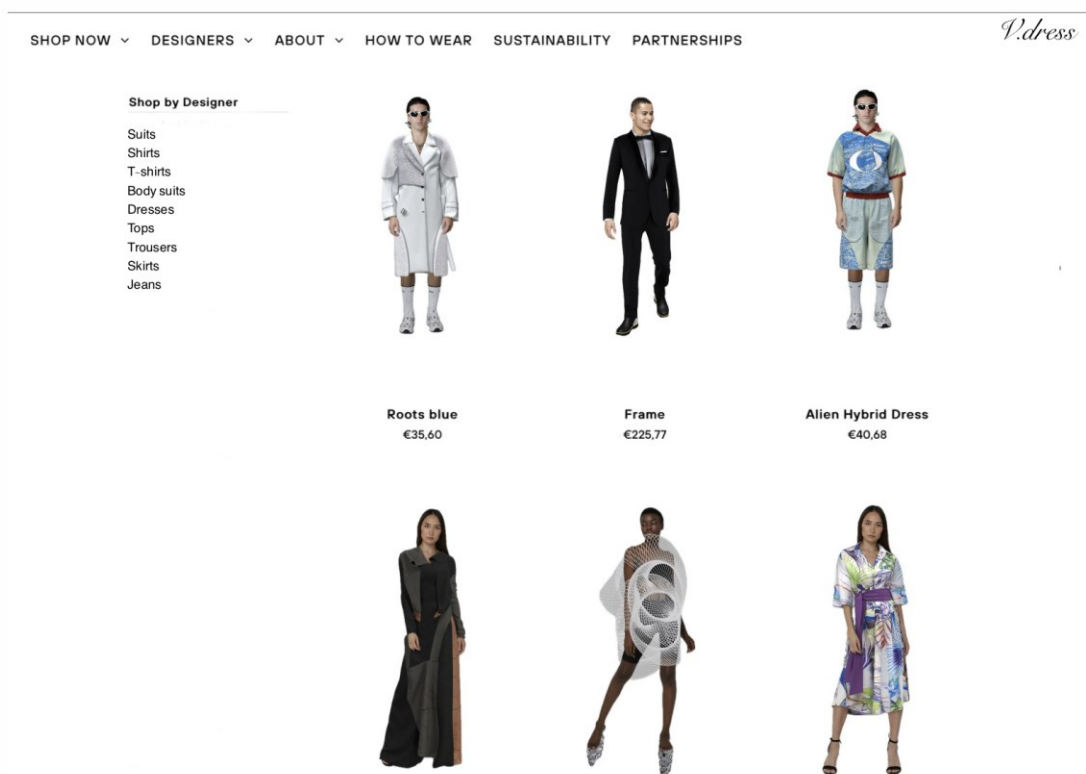 SHOP NOW DESIGNERS ABOUT HOW TO WEAR SUSTAINABILITY PARTNERSHIPS
V.dress
Shop by Designer
Suits
Shirts
T-shirts
Body suits
Dresses
Tops
Trousers
Skirts
Jeans
Roots blue
€35,60
Frame
€225,77
Alien Hybrid Dress
€40,68